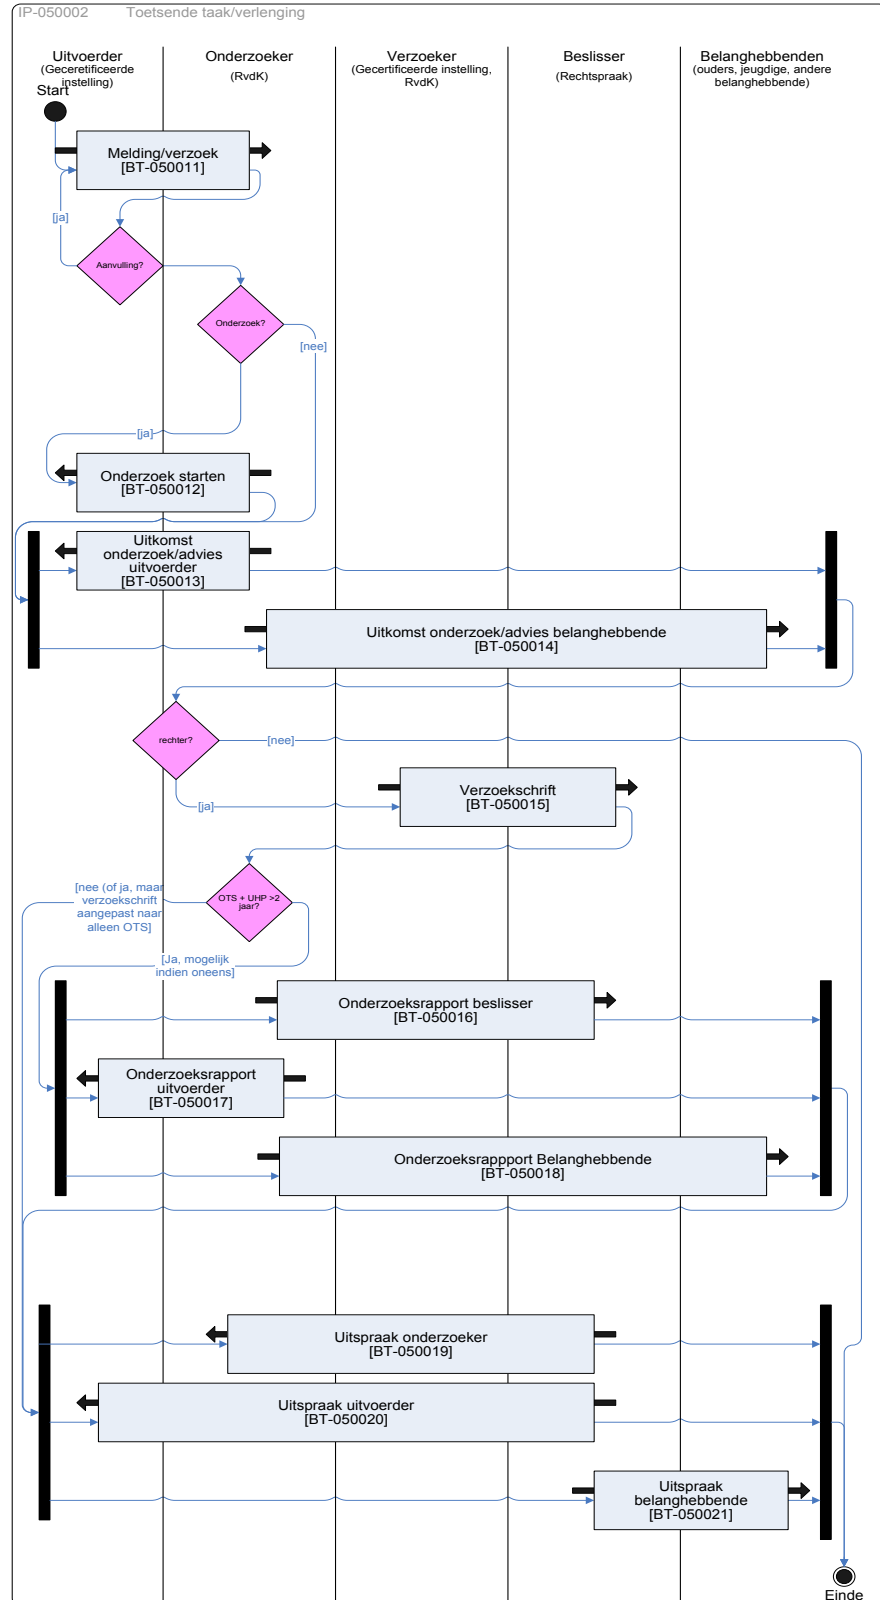 IP-050002 Toetsende taak/verlenging
Uitvoerder
(Geceretificeerde
instelling)
Onderzoeker
(RvdK)
Verzoeker
(Gecertificeerde instelling,
RvdK)
Beslisser
(Rechtspraak)
Belanghebbenden
(ouders, jeugdige, andere
belanghebbende)
Start
Melding/verzoek
[BT-050011]
[ja]
Aanvulling?
Onderzoek?
[nee]
[ja]
Onderzoek starten
[BT-050012]
Uitkomst
onderzoek/advies
uitvoerder
[BT-050013]
Uitkomst onderzoek/advies belanghebbende
[BT-050014]
rechter?
[nee]
[ja]
Verzoekschrift
[BT-050015]
OTS + UHP >2
jaar?
[nee (of ja, maar
verzoekschrift
aangepast naar
alleen OTS]
[Ja, mogelijk
indien oneens]
Onderzoeksrapport beslisser
[BT-050016]
Onderzoeksrapport
uitvoerder
[BT-050017]
Onderzoeksrappport Belanghebbende
[BT-050018]
Uitspraak onderzoeker
[BT-050019]
Uitspraak uitvoerder
[BT-050020]
Uitspraak
belanghebbende
[BT-050021]
Einde